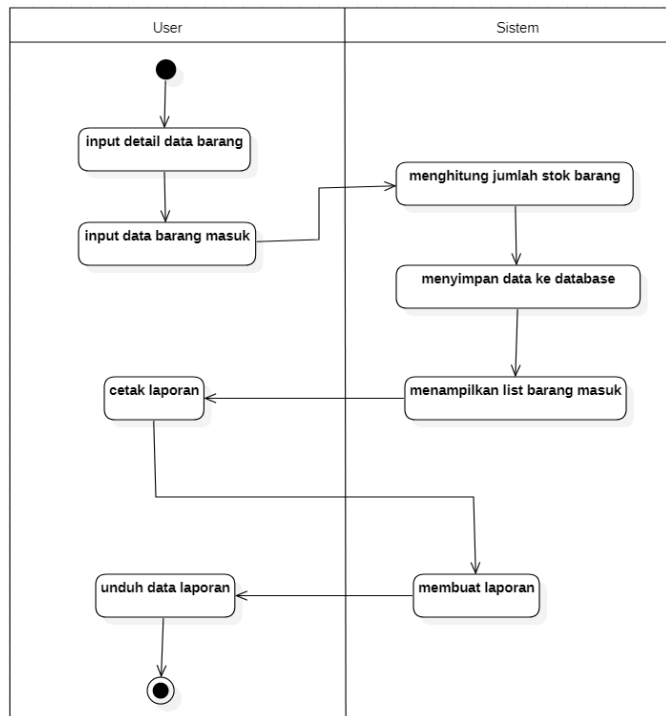 User
Sistem
input detail data barang
menghitung jumlah stok barang
input data barang masuk
menyimpan data ke database
cetak laporan
menampilkan list barang masuk
unduh data laporan
membuat laporan